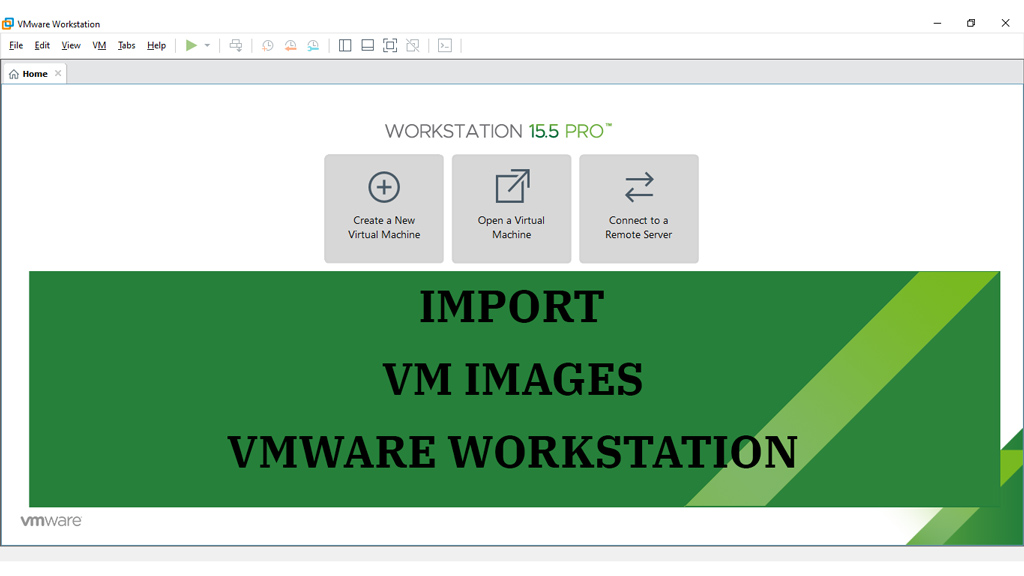 VMware Workstation
File Edit View VM Tabs Help
Home
WORKSTATION 15.5 PRO™
Create a New
Virtual Machine
Open a Virtual
Machine
Connect to a
Remote Server
IMPORT
VM IMAGES
VMWARE WORKSTATION
vmware